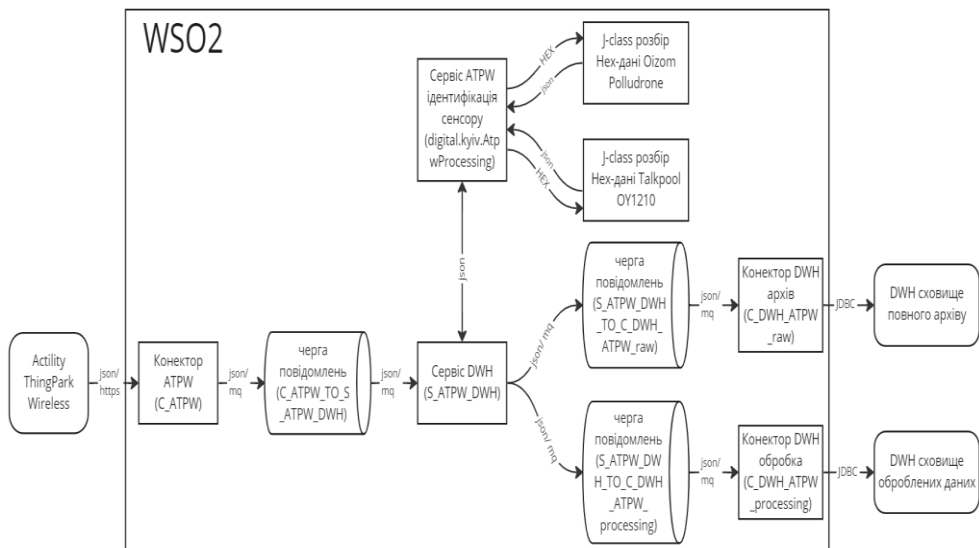 WSO2
J-class розбір
Hex-дані Oizom
Polludrone
HEX
json
Сервіс ATPW
ідентифікація
сенсору
(digital.kyiv.Atp
wProcessing)
json
HEX
J-class розбір
Hex-дані Talkpool
OY1210
json
черга
повідомлень
(S_ATPW_DWH
_TO_C_DWH_
ATPW_raw)
json/
mq
Конектор DWH
архів
(C_DWH_ATPW
_raw)
JDBC
DWH сховище
повного архіву
Actility
ThingPark
Wireless
json/
https
Конектор
ATPW
(C_ATPW)
json/
mq
черга
повідомлень
(C_ATPW_TO_S
_ATPW_DWH)
json/
mq
Сервіс DWH
(S_ATPW_DWH)
json/ mq
json/ mq
черга
повідомлень
(S_ATPW_DW
H_TO_C_DWH
_ATPW_
processing)
json/
mq
Конектор DWH
обробка
(C_DWH_ATPW
_processing)
JDBC
DWH сховище
оброблених даних